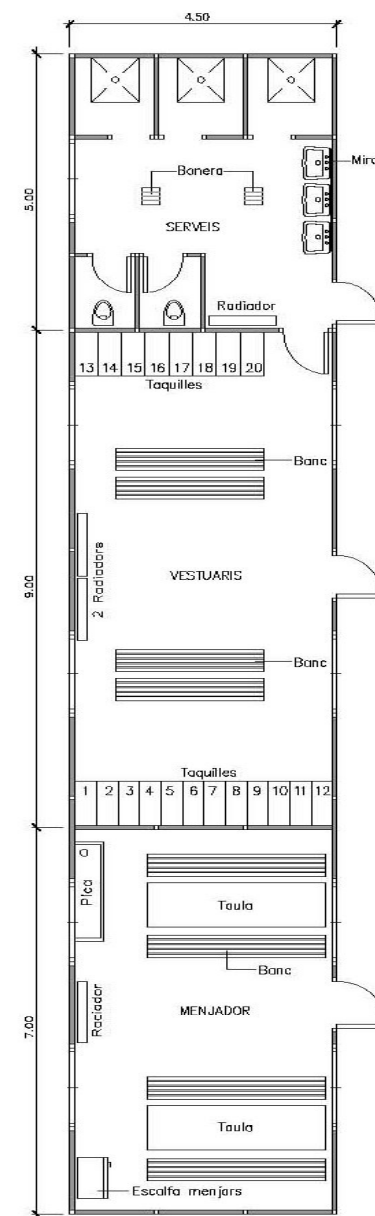 4.50
5.00
Banera
SERVEIS
Radiador
13 14 15 16 17 18 19 20
Taquilles
Banc
9.00
2 Radiadors
VESTUARIS
Banc
Taquilles
1 2 3 4 5 6 7 8 9 10 11 12
Pica
Taula
Banc
7.00
Radiador
MENJADOR
Taula
Escalfa menjars